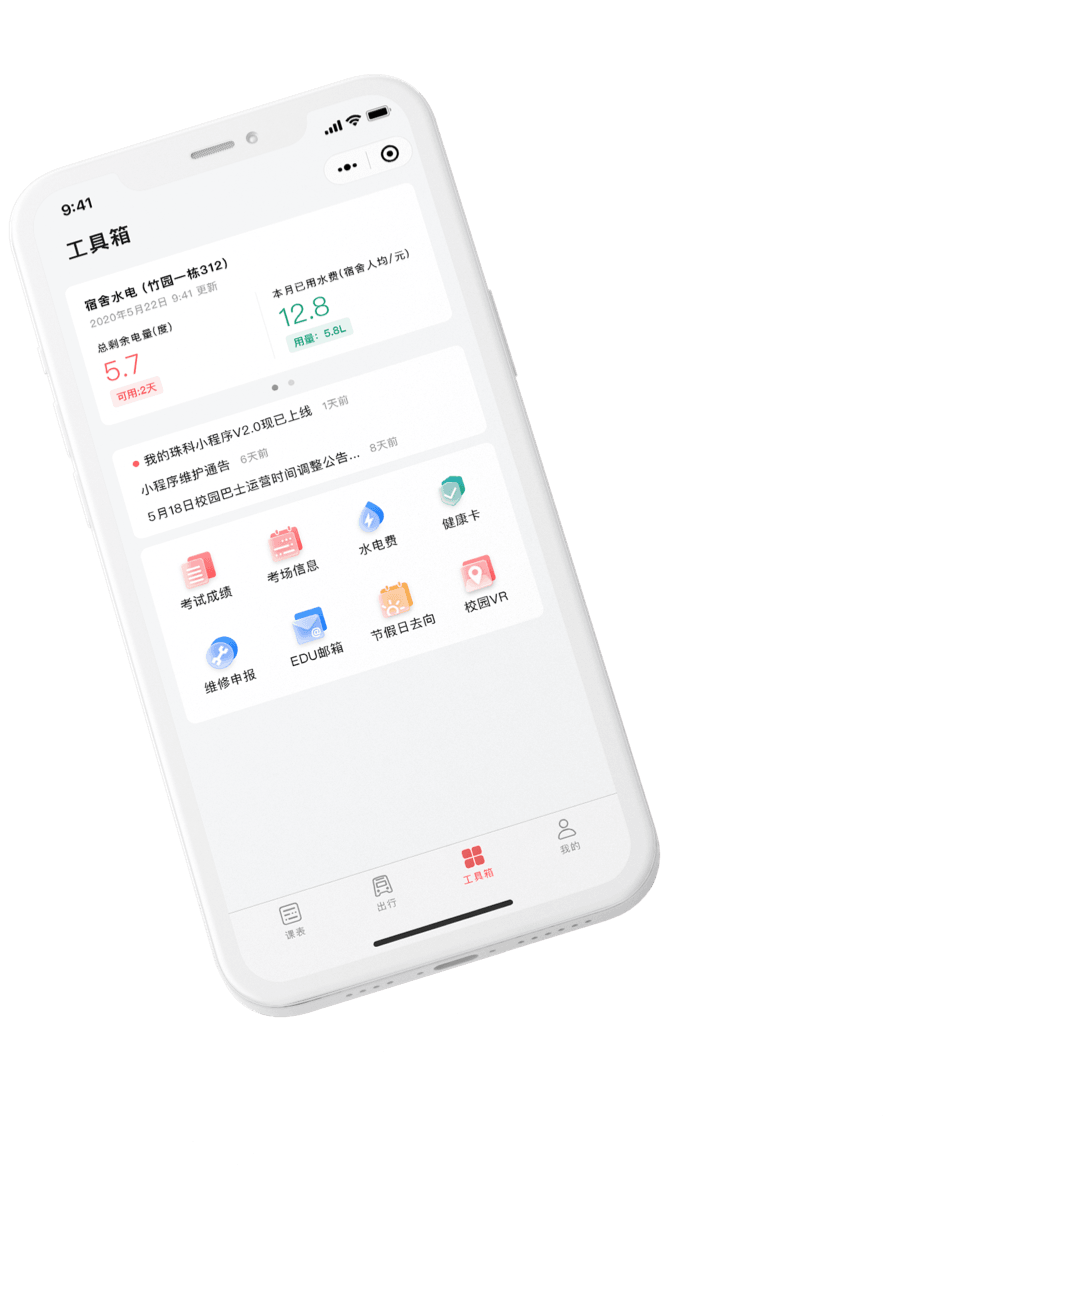 9:41
工具箱
宿舍水电 (竹园一栋312)
2020年5月22日 9:41 更新
总剩余电量(度)
5.7
可用:2天
本月已用水费(宿舍人均/元)
12.8
用量：5.8L
我的珠科小程序V2.0现已上线 1天前
小程序维护通告 6天前
5月18日校园巴士运营时间调整公告... 8天前
考试成绩
考场信息
水电费
健康卡
维修申报
EDU邮箱
节假日去向
校园VR
课表
出行
工具箱
我的